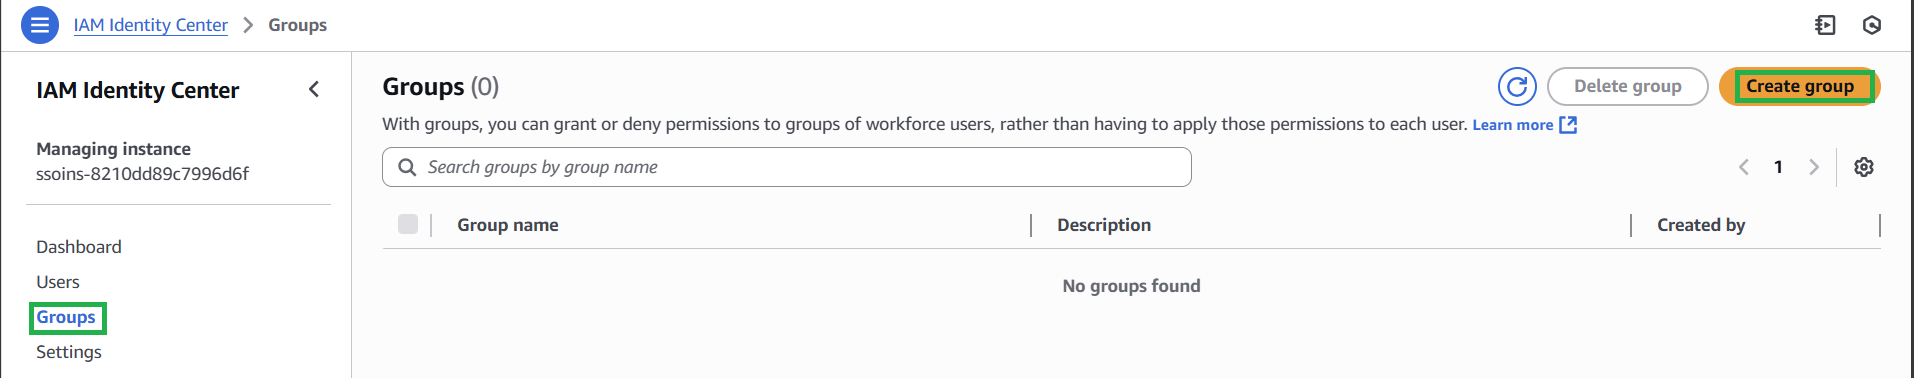 IAM Identity Center > Groups
IAM Identity Center
Managing instance
ssoins-8210dd89c7996d6f
Dashboard
Users
Groups
Settings
Groups (0)
Delete group
Create group
With groups, you can grant or deny permissions to groups of workforce users, rather than having to apply those permissions to each user. Learn more
Search groups by group name
1
Group name Description Created by
No groups found